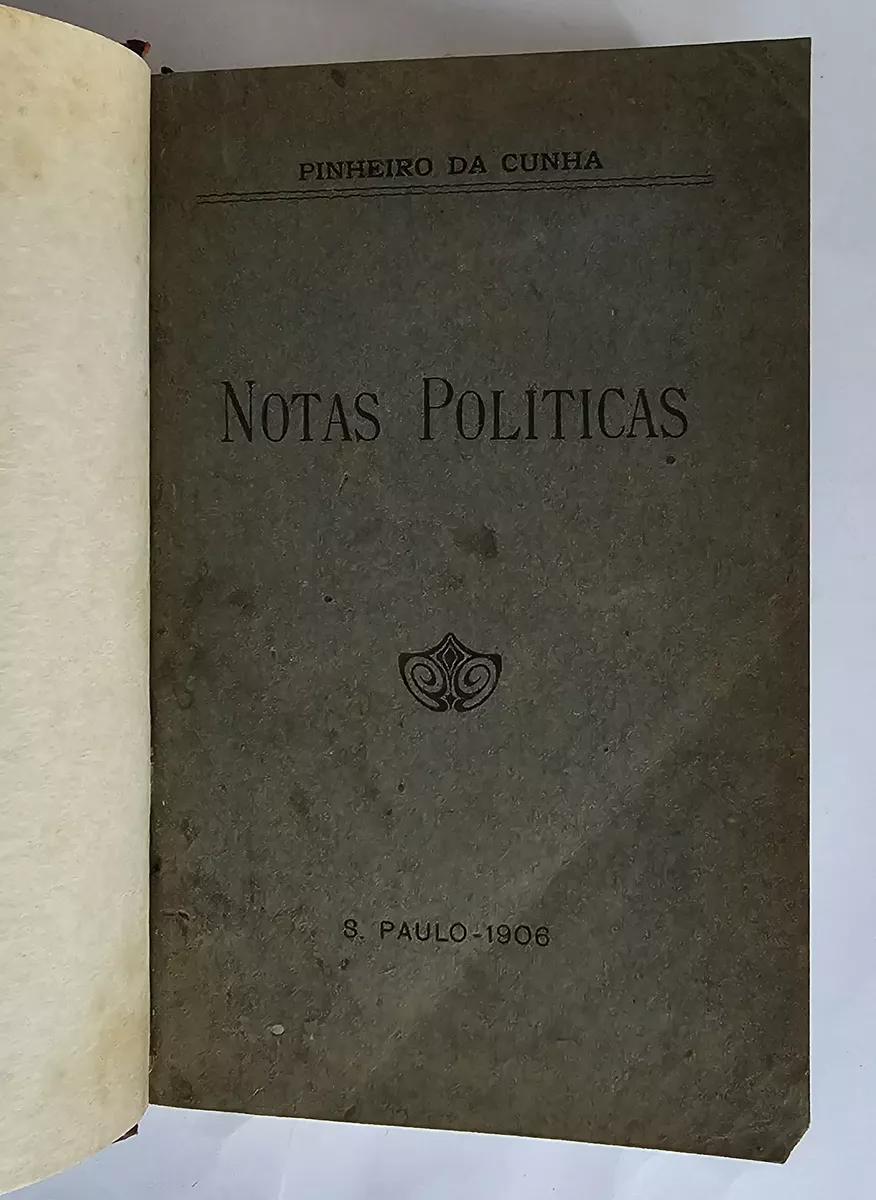 PINHEIRO DA CUNHA
NOTAS POLITICAS
S. PAULO-1906